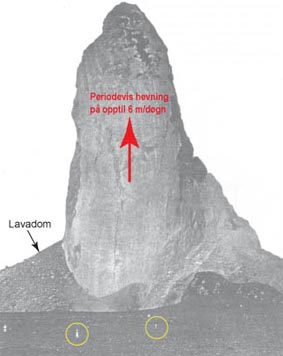 Periodevis hevning
på opptil 6 m/døgn
Lavadom